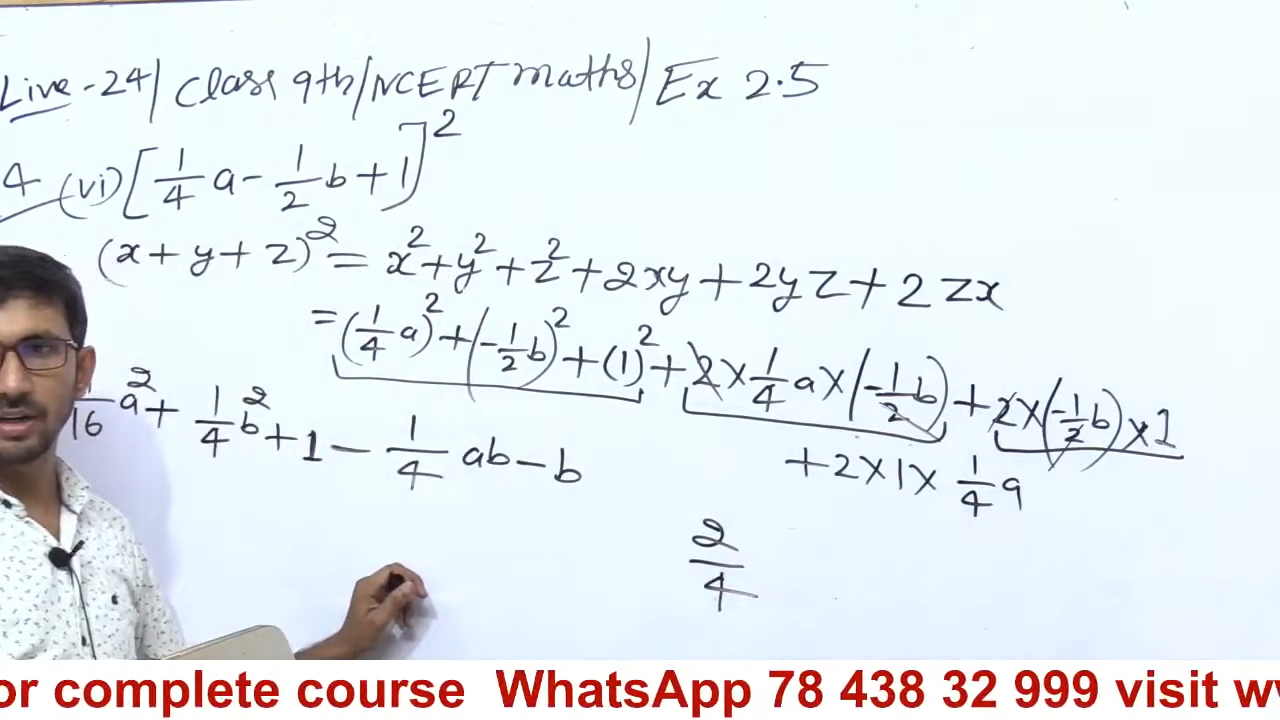 Live - 24 | Class 9th / NCERT maths / Ex 2.5
4 (vi) [1/4 a - 1/2 b + 1]²
(x + y + z)² = x² + y² + z² + 2xy + 2yz + 2zx
= (1/4 a)² + (-1/2 b)² + (1)² + 2 × 1/4 a × (-1/2 b) + 2 × (-1/2 b) × 1
+ 2 × 1 × 1/4 a
1/16 a² + 1/4 b² + 1 - 1/4 ab - b
2/4
or complete course WhatsApp 78 438 32 999 visit